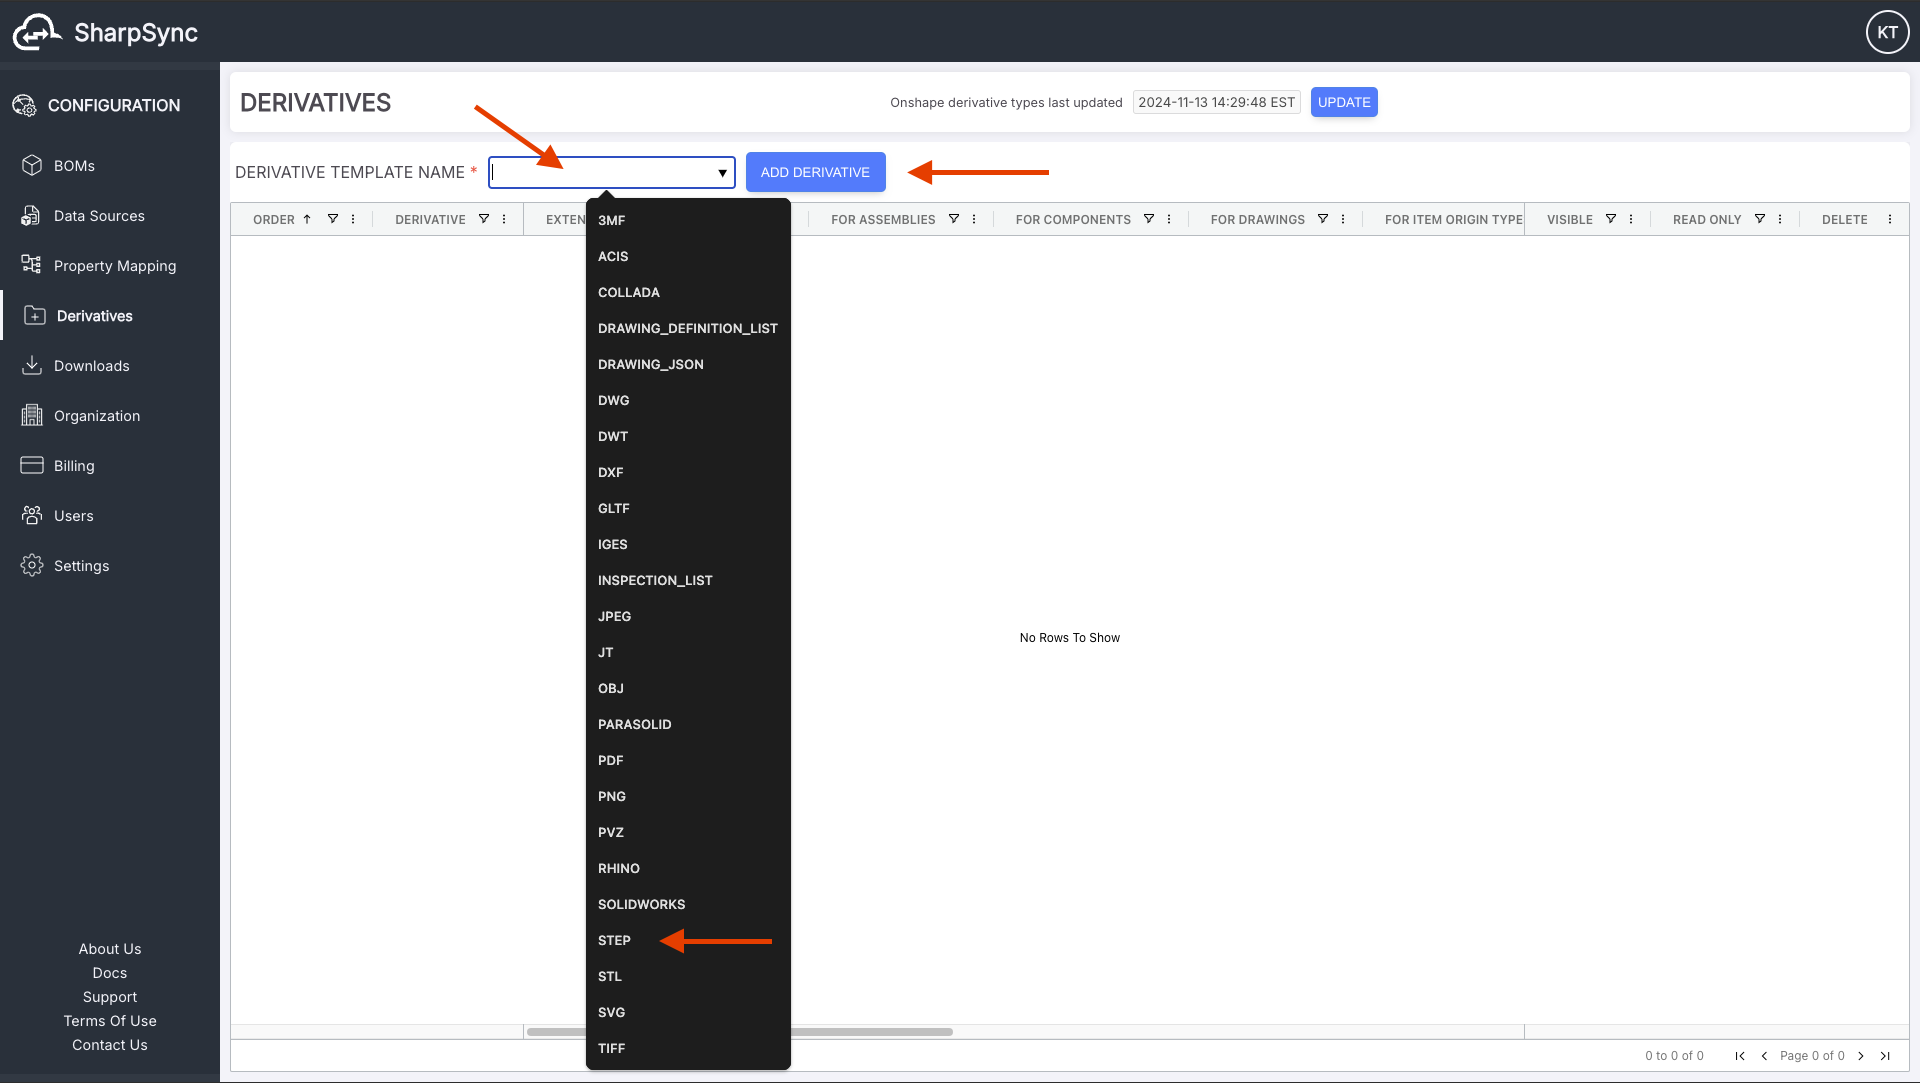 SharpSync
KT
CONFIGURATION
BOMs
Data Sources
Property Mapping
Derivatives
Downloads
Organization
Billing
Users
Settings
About Us
Docs
Support
Terms Of Use
Contact Us
DERIVATIVES
Onshape derivative types last updated 2024-11-13 14:29:48 EST UPDATE
DERIVATIVE TEMPLATE NAME * ADD DERIVATIVE
ORDER DERIVATIVE EXTEN FOR ASSEMBLIES FOR COMPONENTS FOR DRAWINGS FOR ITEM ORIGIN TYPE VISIBLE READ ONLY DELETE
3MF
ACIS
COLLADA
DRAWING_DEFINITION_LIST
DRAWING_JSON
DWG
DWT
DXF
GLTF
IGES
INSPECTION_LIST
JPEG
JT
OBJ
PARASOLID
PDF
PNG
PVZ
RHINO
SOLIDWORKS
STEP
STL
SVG
TIFF
No Rows To Show
0 to 0 of 0 Page 0 of 0